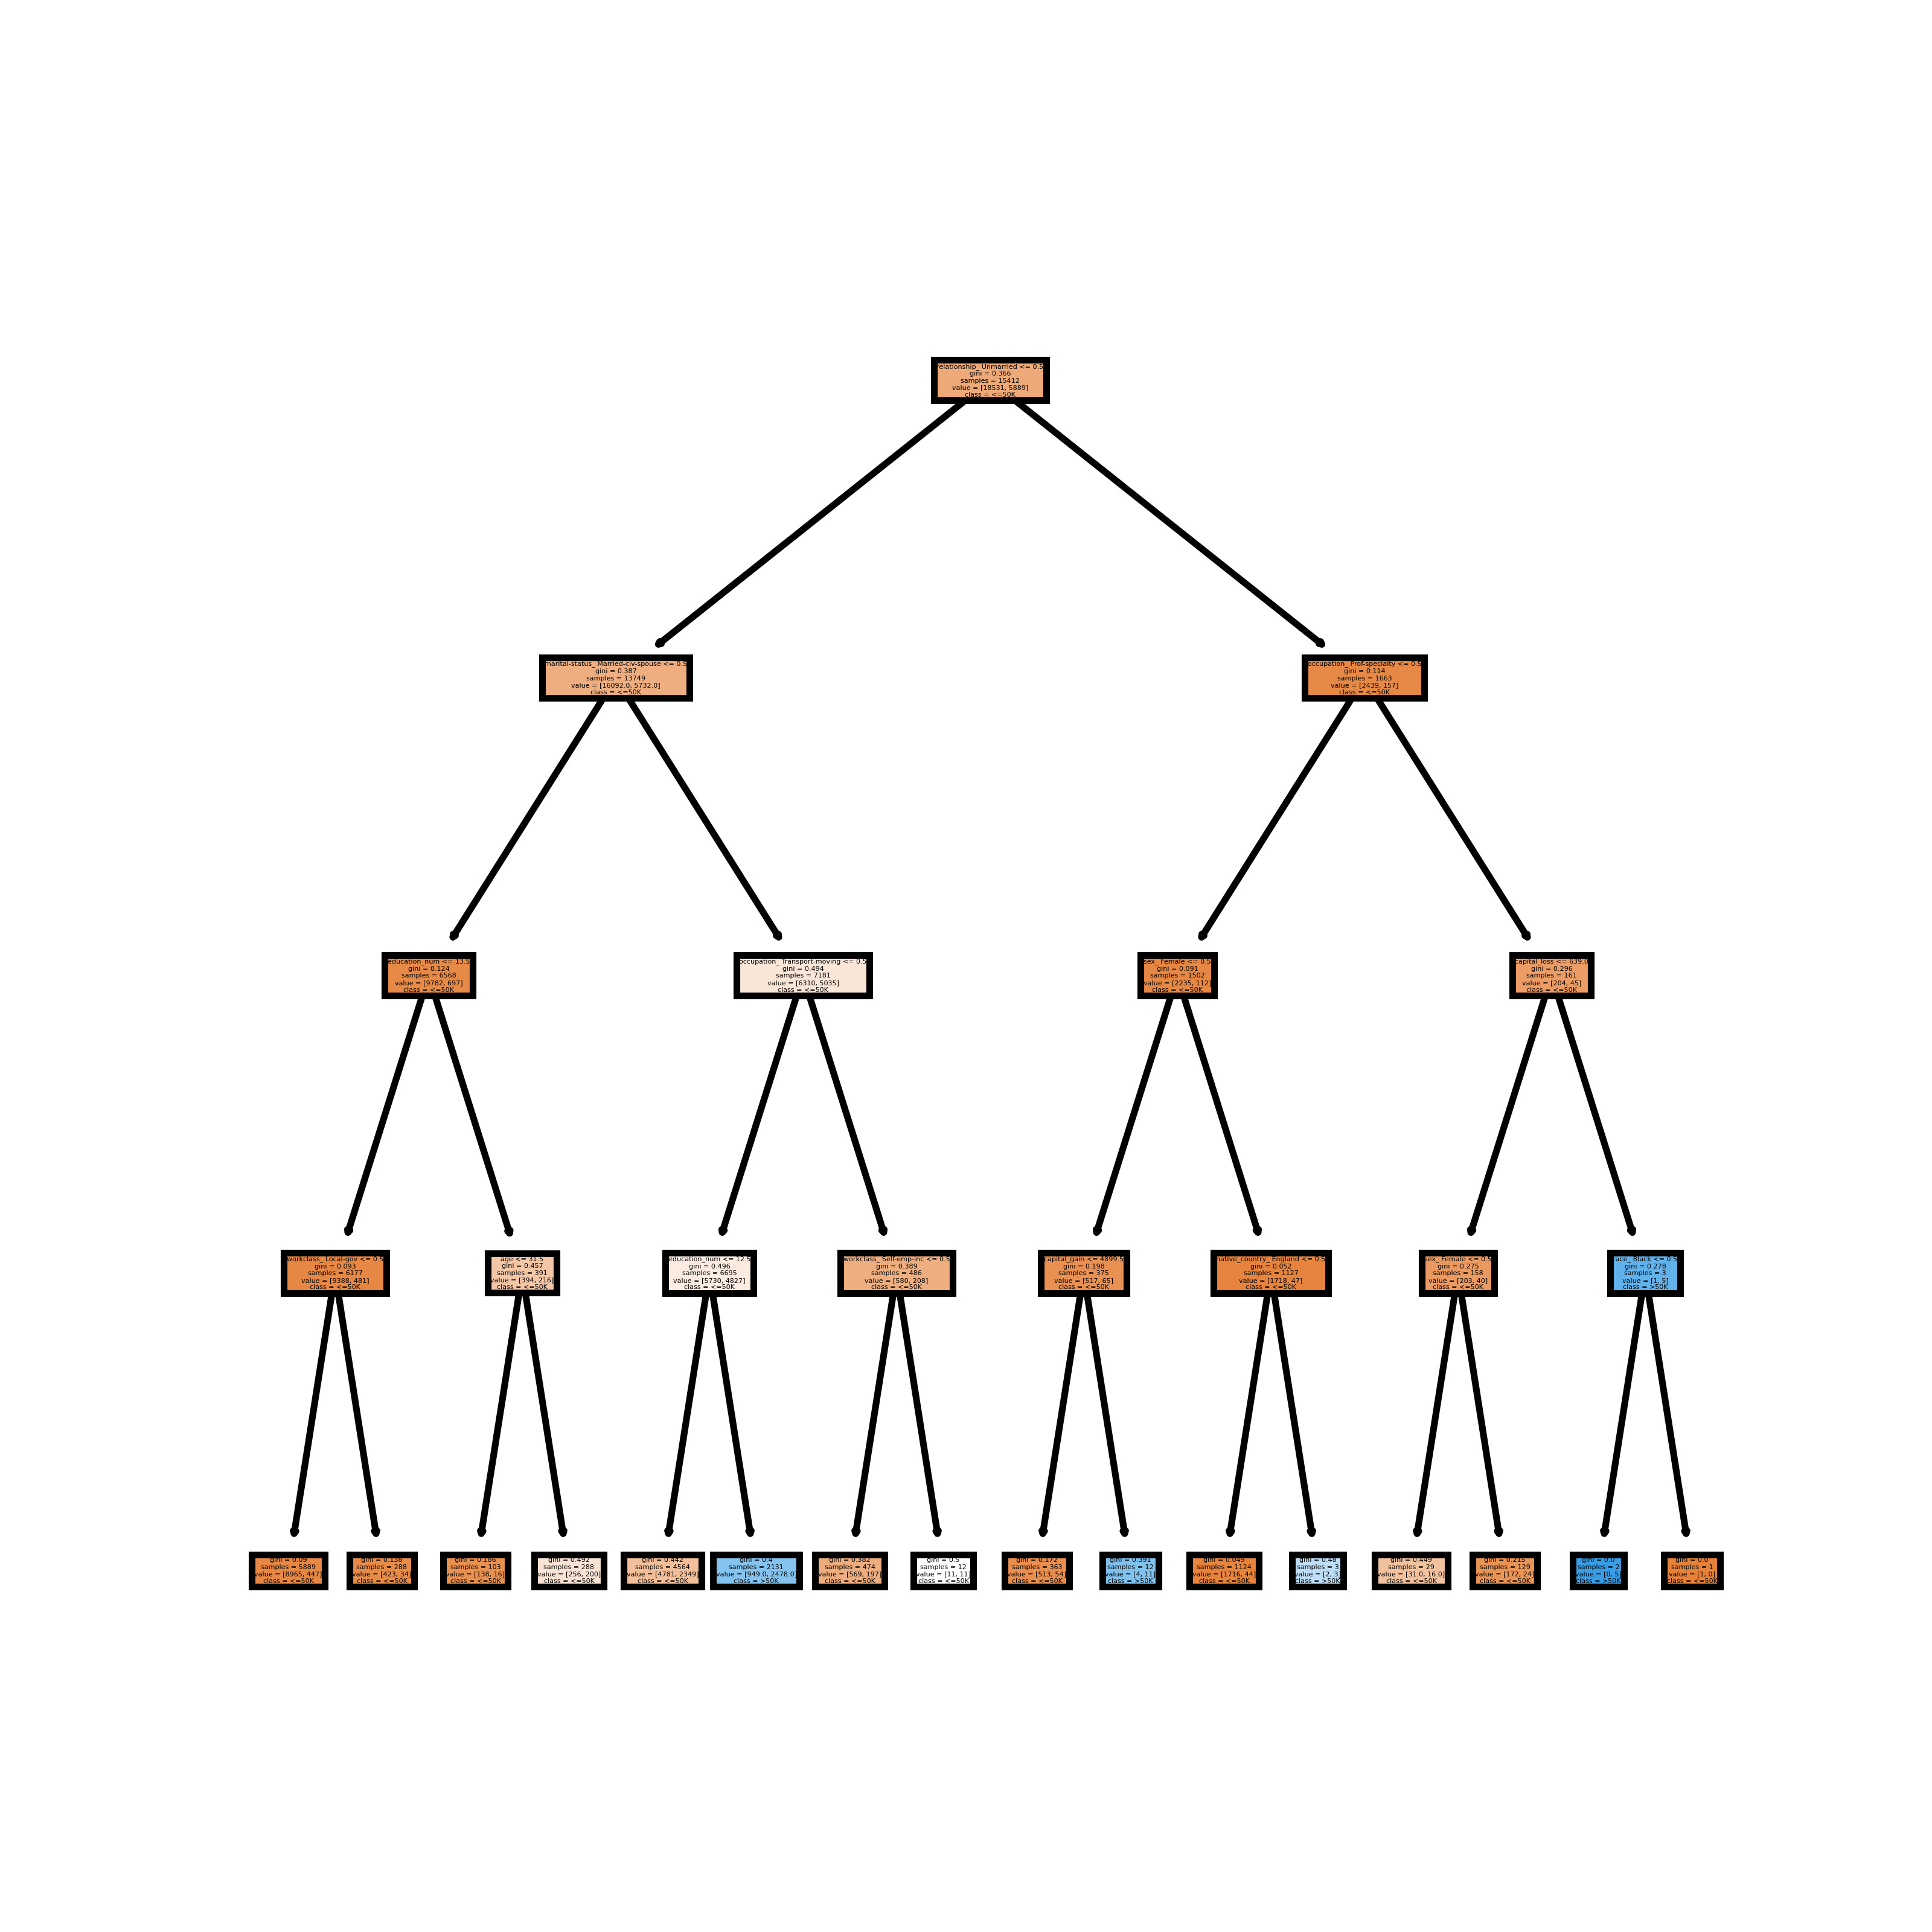 relationship_ Unmarried <= 0.5
gini = 0.366
samples = 15412
value = [18531, 5889]
class = <=50K
marital-status_ Married-civ-spouse <= 0.5
gini = 0.387
samples = 13749
value = [16092.0, 5732.0]
class = <=50K
occupation_ Prof-specialty <= 0.5
gini = 0.114
samples = 1663
value = [2439, 157]
class = <=50K
education_num <= 13.5
gini = 0.124
samples = 6568
value = [9782, 697]
class = <=50K
occupation_ Transport-moving <= 0.5
gini = 0.494
samples = 7181
value = [6310, 5035]
class = <=50K
sex_ Female <= 0.5
gini = 0.091
samples = 1502
value = [2235, 112]
class = <=50K
capital_loss <= 639.0
gini = 0.296
samples = 161
value = [204, 45]
class = <=50K
workclass_ Local-gov <= 0.5
gini = 0.093
samples = 6177
value = [9388, 481]
class = <=50K
age <= 31.5
gini = 0.457
samples = 391
value = [394, 216]
class = <=50K
education_num <= 12.5
gini = 0.496
samples = 6695
value = [5730, 4827]
class = <=50K
workclass_ Self-emp-inc <= 0.5
gini = 0.389
samples = 486
value = [580, 208]
class = <=50K
capital_gain <= 4899.5
gini = 0.198
samples = 375
value = [517, 65]
class = <=50K
native_country_ England <= 0.5
gini = 0.052
samples = 1127
value = [1718, 47]
class = <=50K
sex_ Female <= 0.5
gini = 0.275
samples = 158
value = [203, 40]
class = <=50K
race_ Black <= 0.5
gini = 0.278
samples = 3
value = [1, 5]
class = >50K
gini = 0.09
samples = 5889
value = [8965, 447]
class = <=50K
gini = 0.138
samples = 288
value = [423, 34]
class = <=50K
gini = 0.186
samples = 103
value = [138, 16]
class = <=50K
gini = 0.492
samples = 288
value = [256, 200]
class = <=50K
gini = 0.442
samples = 4564
value = [4781, 2349]
class = <=50K
gini = 0.4
samples = 2131
value = [949.0, 2478.0]
class = >50K
gini = 0.382
samples = 474
value = [569, 197]
class = <=50K
gini = 0.5
samples = 12
value = [11, 11]
class = <=50K
gini = 0.172
samples = 363
value = [513, 54]
class = <=50K
gini = 0.391
samples = 12
value = [4, 11]
class = >50K
gini = 0.049
samples = 1124
value = [1716, 44]
class = <=50K
gini = 0.48
samples = 3
value = [2, 3]
class = >50K
gini = 0.449
samples = 29
value = [31.0, 16.0]
class = <=50K
gini = 0.215
samples = 129
value = [172, 24]
class = <=50K
gini = 0.0
samples = 2
value = [0, 5]
class = >50K
gini = 0.0
samples = 1
value = [1, 0]
class = <=50K